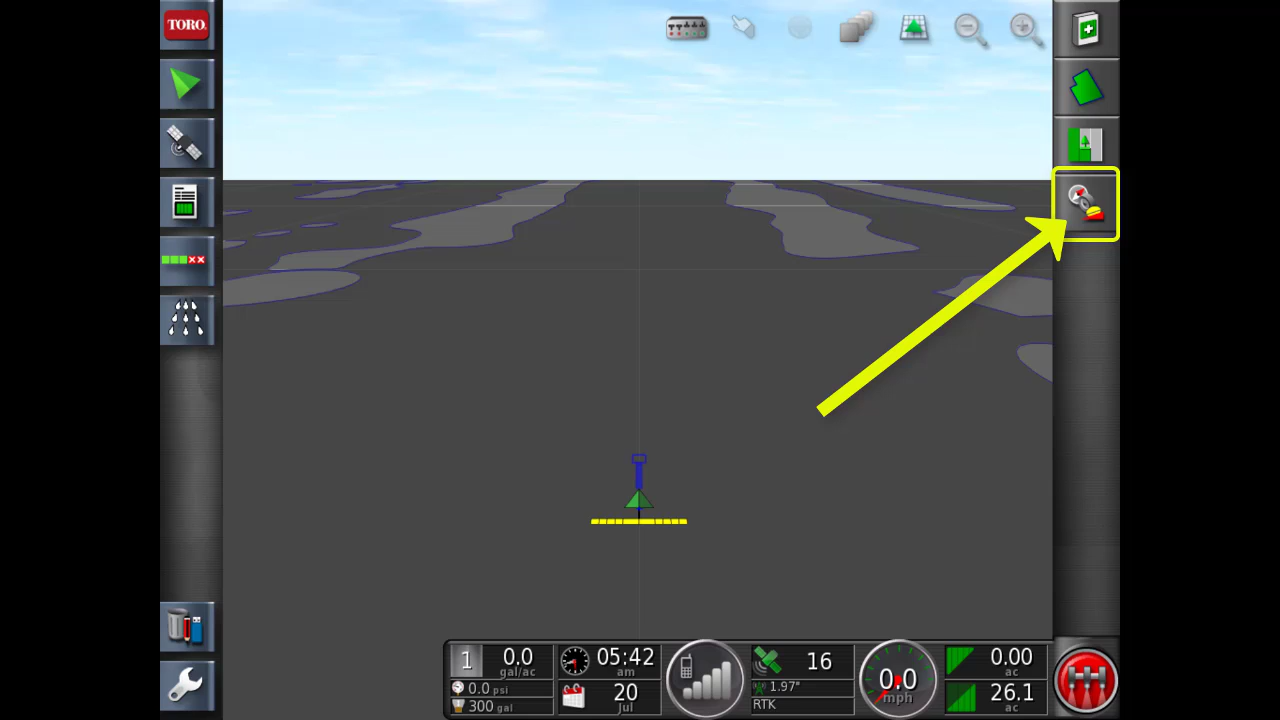 TORO
1
0.0
gal/ac
0.0 psi
300 gal
05:42
am
20
Jul
16
1.97"
RTK
0.0
mph
0.00
ac
26.1
ac